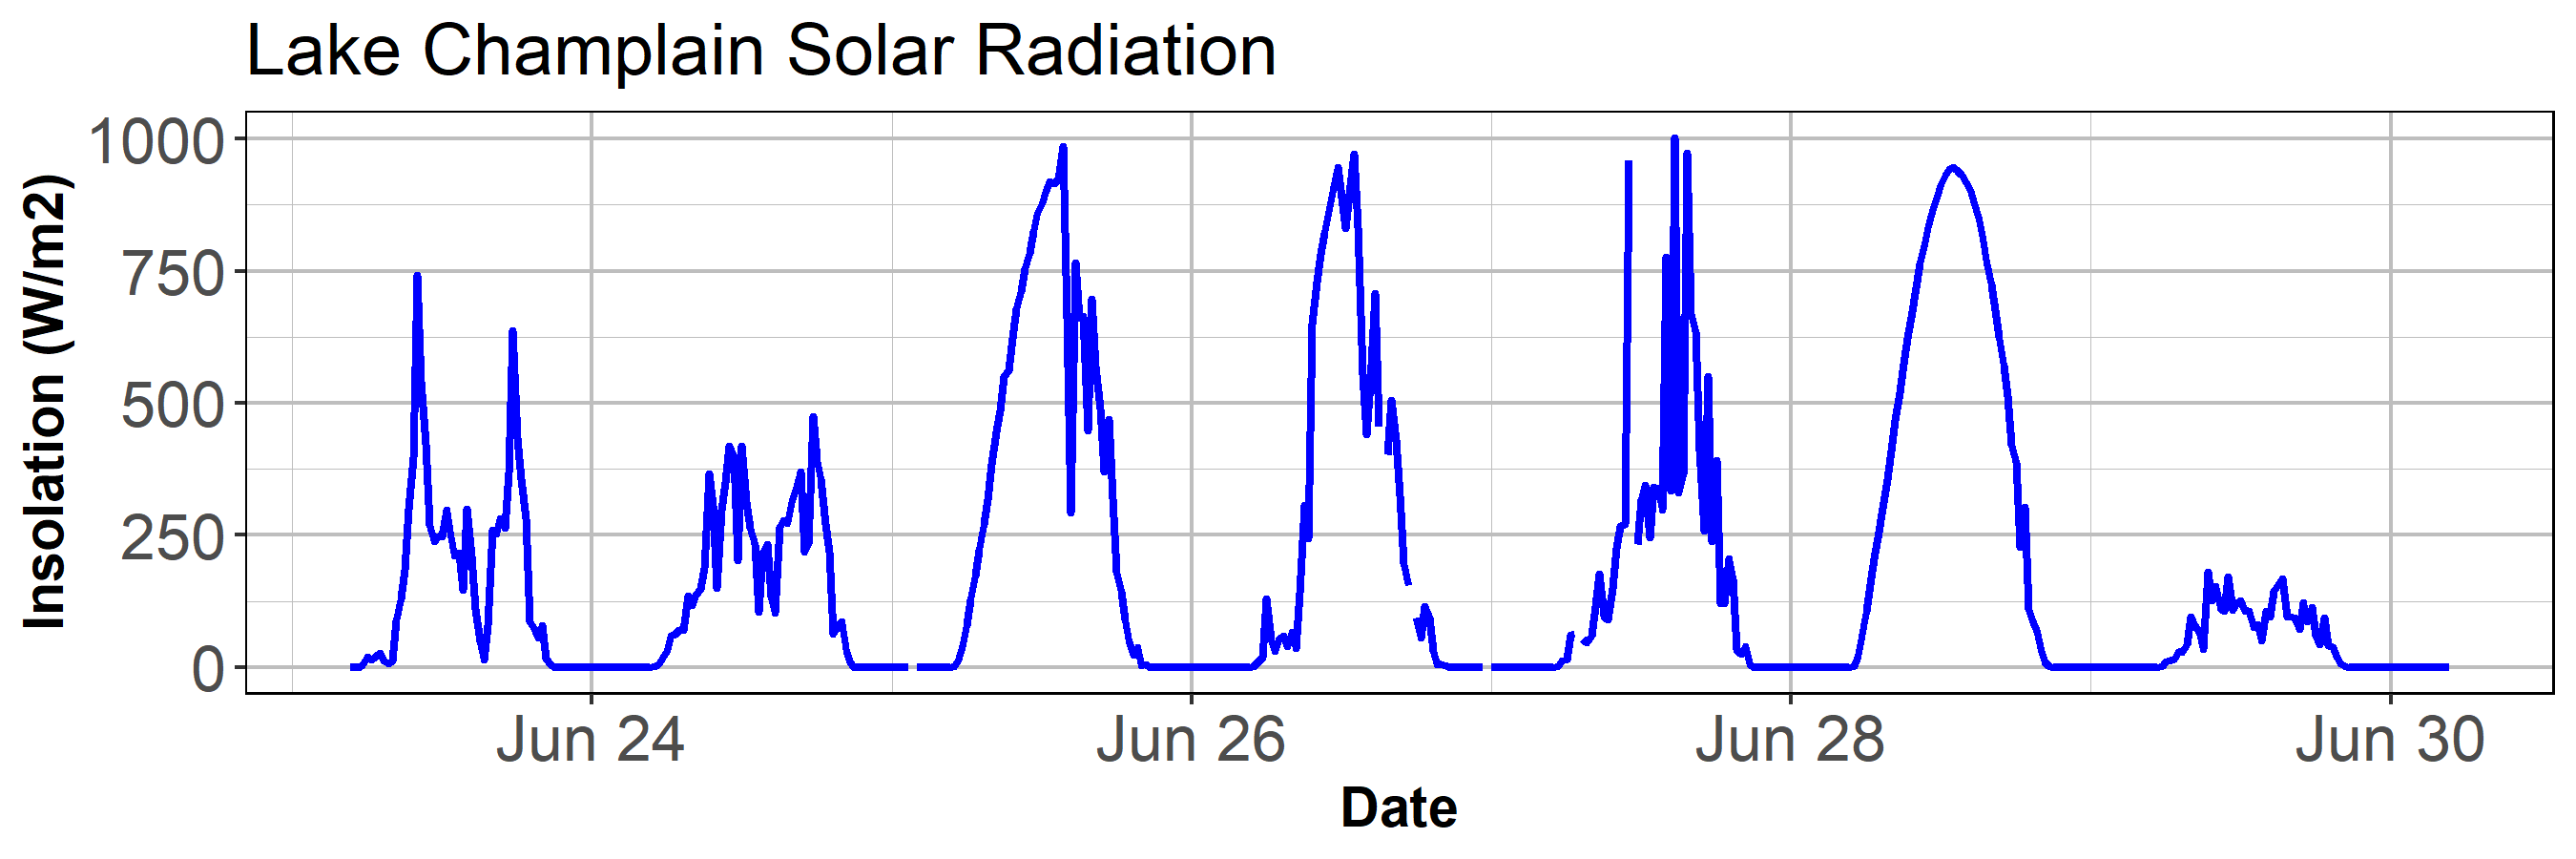 Lake Champlain Solar Radiation
Insolation (W/m2)
1000
750
500
250
0
Jun 24
Jun 26
Jun 28
Jun 30
Date